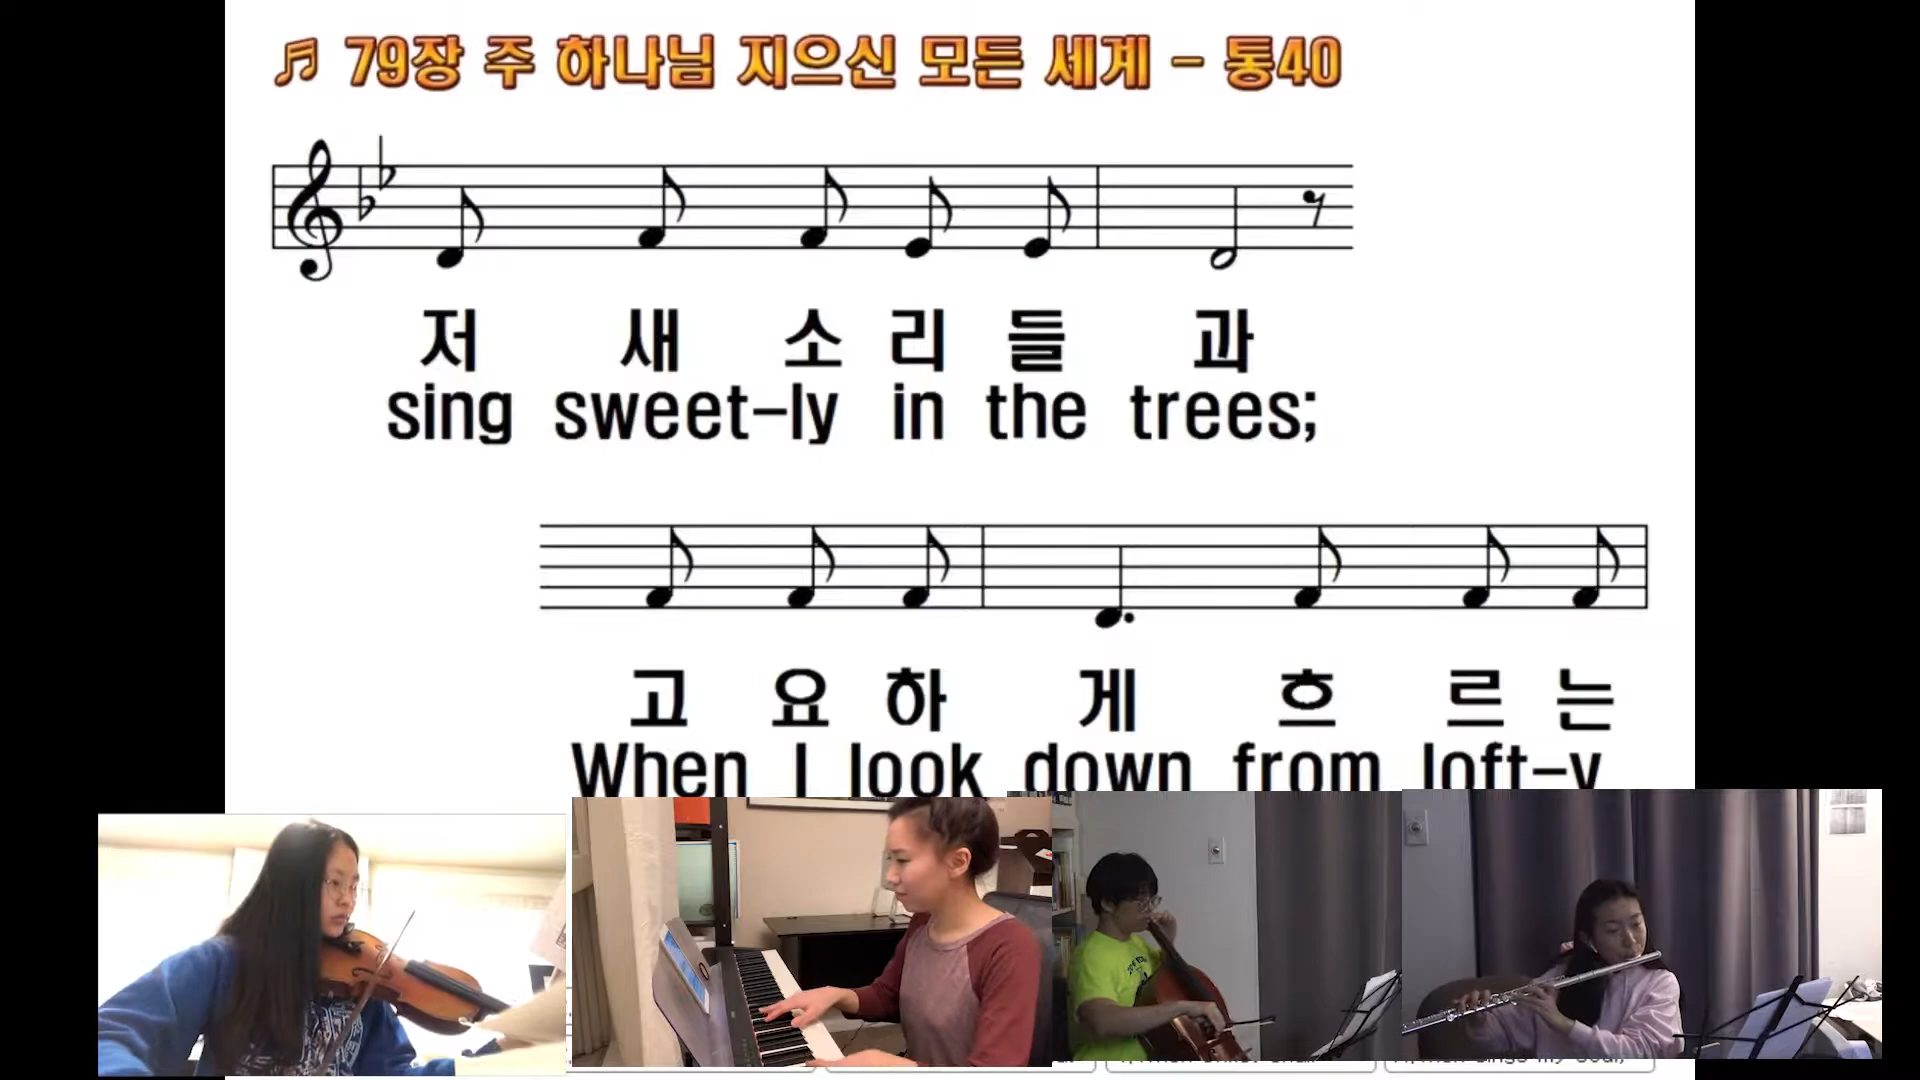 ♬ 79장 주 하나님 지으신 모든 세계 - 통40
저 새 소 리 들 과
sing sweet-ly in the trees;
고 요 하 게 흐 르 는
When I look down from loft-y